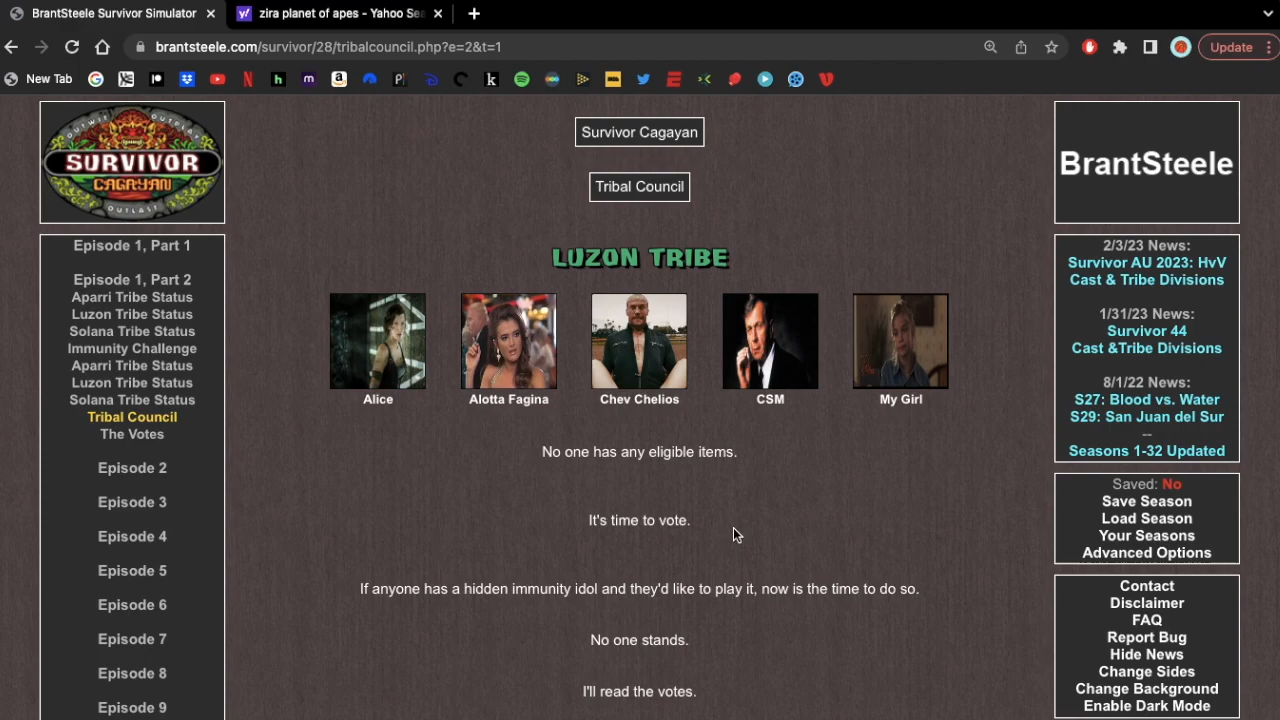 BrantSteele Survivor Simulator
zira planet of apes - Yahoo Sea
brantsteele.com/survivor/28/tribalcouncil.php?e=2&t=1
Update
New Tab
OUTWIT OUTPLAY
SURVIVOR
CAGAYAN
OUTLAST
Episode 1, Part 1
Episode 1, Part 2
Aparri Tribe Status
Luzon Tribe Status
Solana Tribe Status
Immunity Challenge
Aparri Tribe Status
Luzon Tribe Status
Solana Tribe Status
Tribal Council
The Votes
Episode 2
Episode 3
Episode 4
Episode 5
Episode 6
Episode 7
Episode 8
Episode 9
Survivor Cagayan
Tribal Council
LUZON TRIBE
Alice Alotta Fagina Chev Chelios CSM My Girl
No one has any eligible items.
It's time to vote.
If anyone has a hidden immunity idol and they'd like to play it, now is the time to do so.
No one stands.
I'll read the votes.
BrantSteele
2/3/23 News:
Survivor AU 2023: HvV
Cast & Tribe Divisions
1/31/23 News:
Survivor 44
Cast &Tribe Divisions
8/1/22 News:
S27: Blood vs. Water
S29: San Juan del Sur
--
Seasons 1-32 Updated
Saved: No
Save Season
Load Season
Your Seasons
Advanced Options
Contact
Disclaimer
FAQ
Report Bug
Hide News
Change Sides
Change Background
Enable Dark Mode